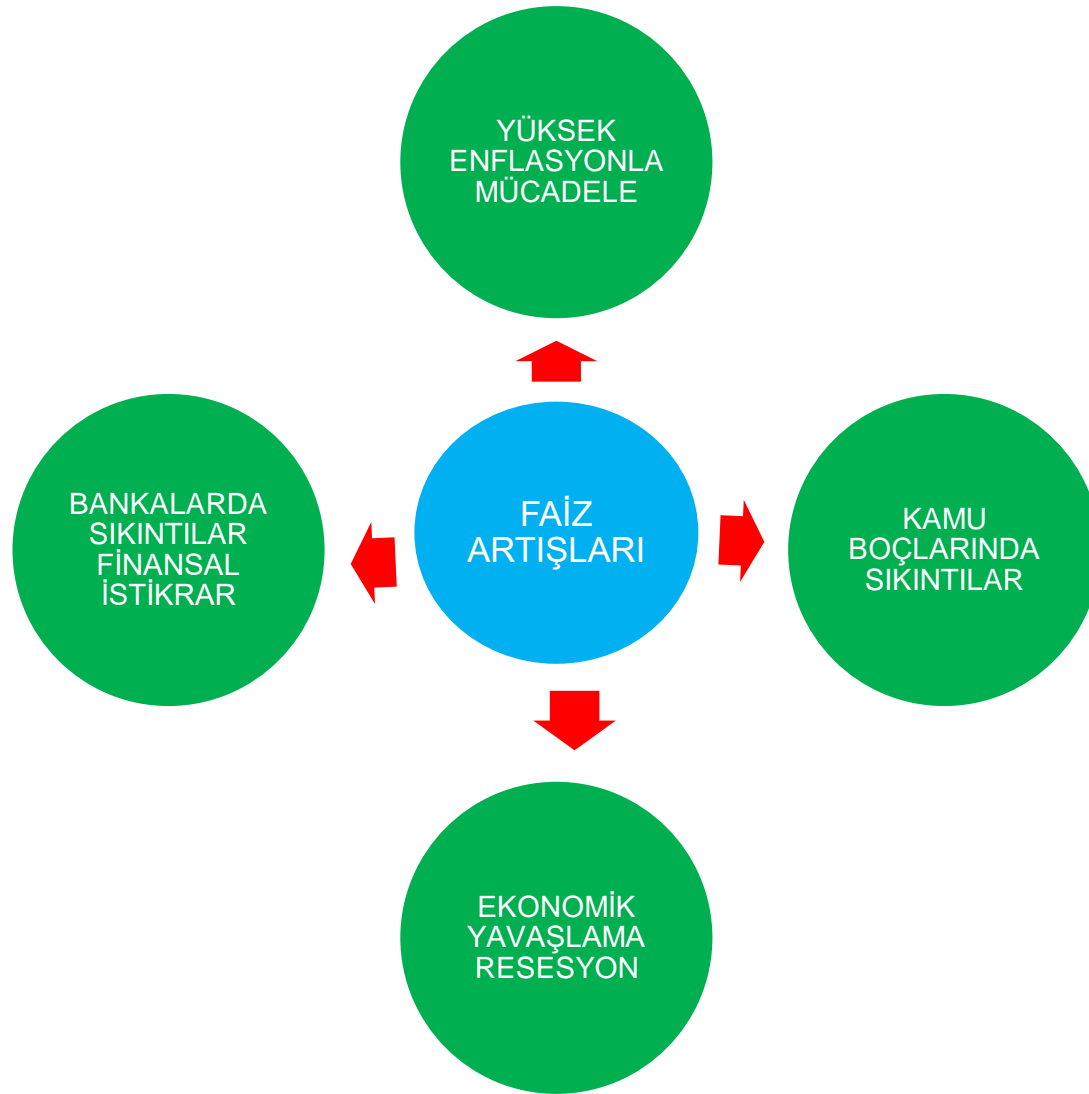 YÜKSEK
ENFLASYONLA
MÜCADELE
BANKALARDA
SIKINTILAR
FİNANSAL
İSTİKRAR
FAİZ
ARTIŞLARI
KAMU
BOÇLARINDA
SIKINTILAR
EKONOMİK
YAVAŞLAMA
RESESYON